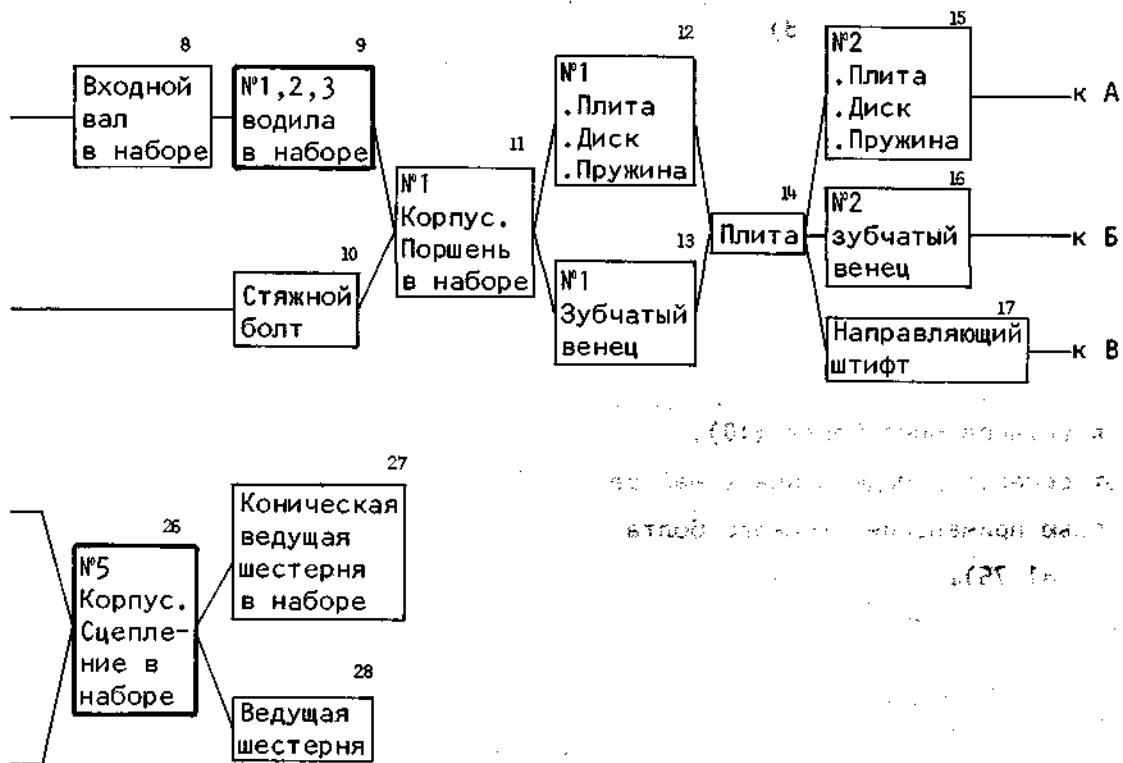 8
Входной
вал
в наборе
9
№1,2,3
водила
в наборе
10
Стяжной
болт
11
№1
Корпус.
Поршень
в наборе
12
№1
.Плита
.Диск
.Пружина
13
№1
Зубчатый
венец
14
Плита
15
№2
.Плита
.Диск
.Пружина
к А
16
№2
зубчатый
венец
к Б
17
Направляющий
штифт
к В
26
№5
Корпус.
Сцепле-
ние в
наборе
27
Коническая
ведущая
шестерня
в наборе
28
Ведущая
шестерня